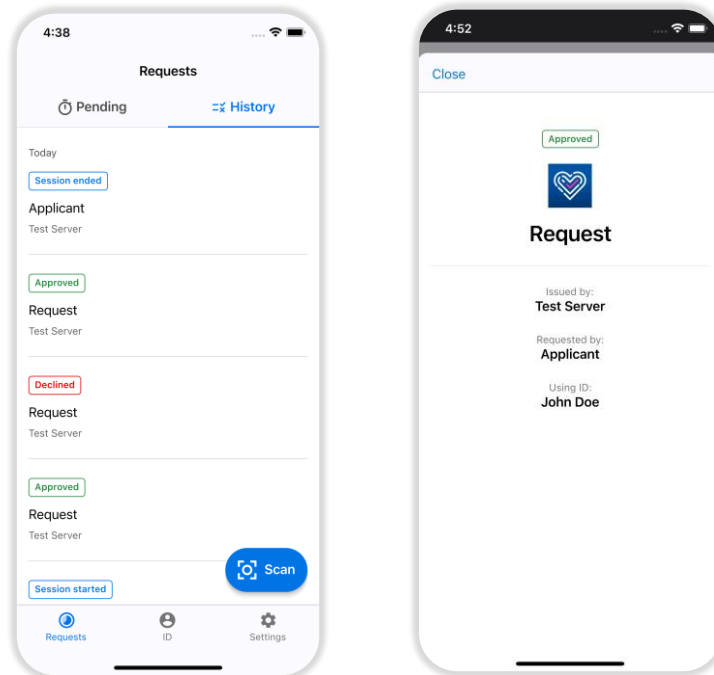 4:38
Requests
Pending
History
Today
Session ended
Applicant
Test Server
Approved
Request
Test Server
Declined
Request
Test Server
Approved
Request
Test Server
Scan
Session started
Requests ID Settings
4:52
Close
Approved
Request
Issued by:
Test Server
Requested by:
Applicant
Using ID:
John Doe